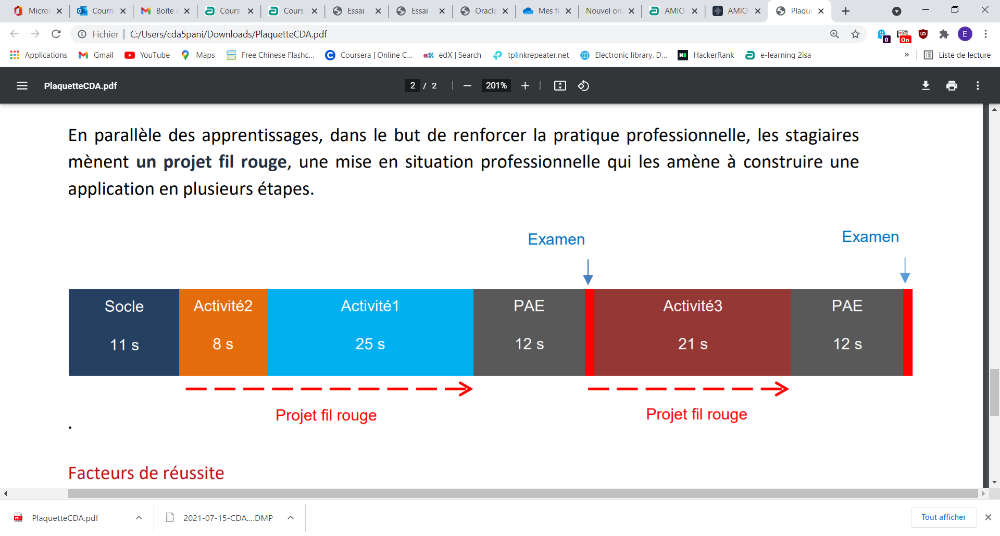 Micros
Courri
Boîte
Cours
Cours
Essai
Essai
Oracle
Mes fi
Nouvel on
AMIO
AMIO
Plaque
Fichier | C:/Users/cda5pani/Downloads/PlaquetteCDA.pdf
0
On
E
Applications
Gmail
YouTube
Maps
Free Chinese Flashc...
Coursera | Online C...
edX | Search
tplinkrepeater.net
Electronic library. D...
HackerRank
e-learning 2isa
»
Liste de lecture
PlaquetteCDA.pdf
2 / 2
201%
En parallèle des apprentissages, dans le but de renforcer la pratique professionnelle, les stagiaires
mènent un projet fil rouge, une mise en situation professionnelle qui les amène à construire une
application en plusieurs étapes.
Examen
Examen
Socle
Activité2
Activité1
PAE
Activité3
PAE
11 s
8 s
25 s
12 s
21 s
12 s
Projet fil rouge
Projet fil rouge
.
Facteurs de réussite
PlaquetteCDA.pdf
2021-07-15-CDA....DMP
Tout afficher